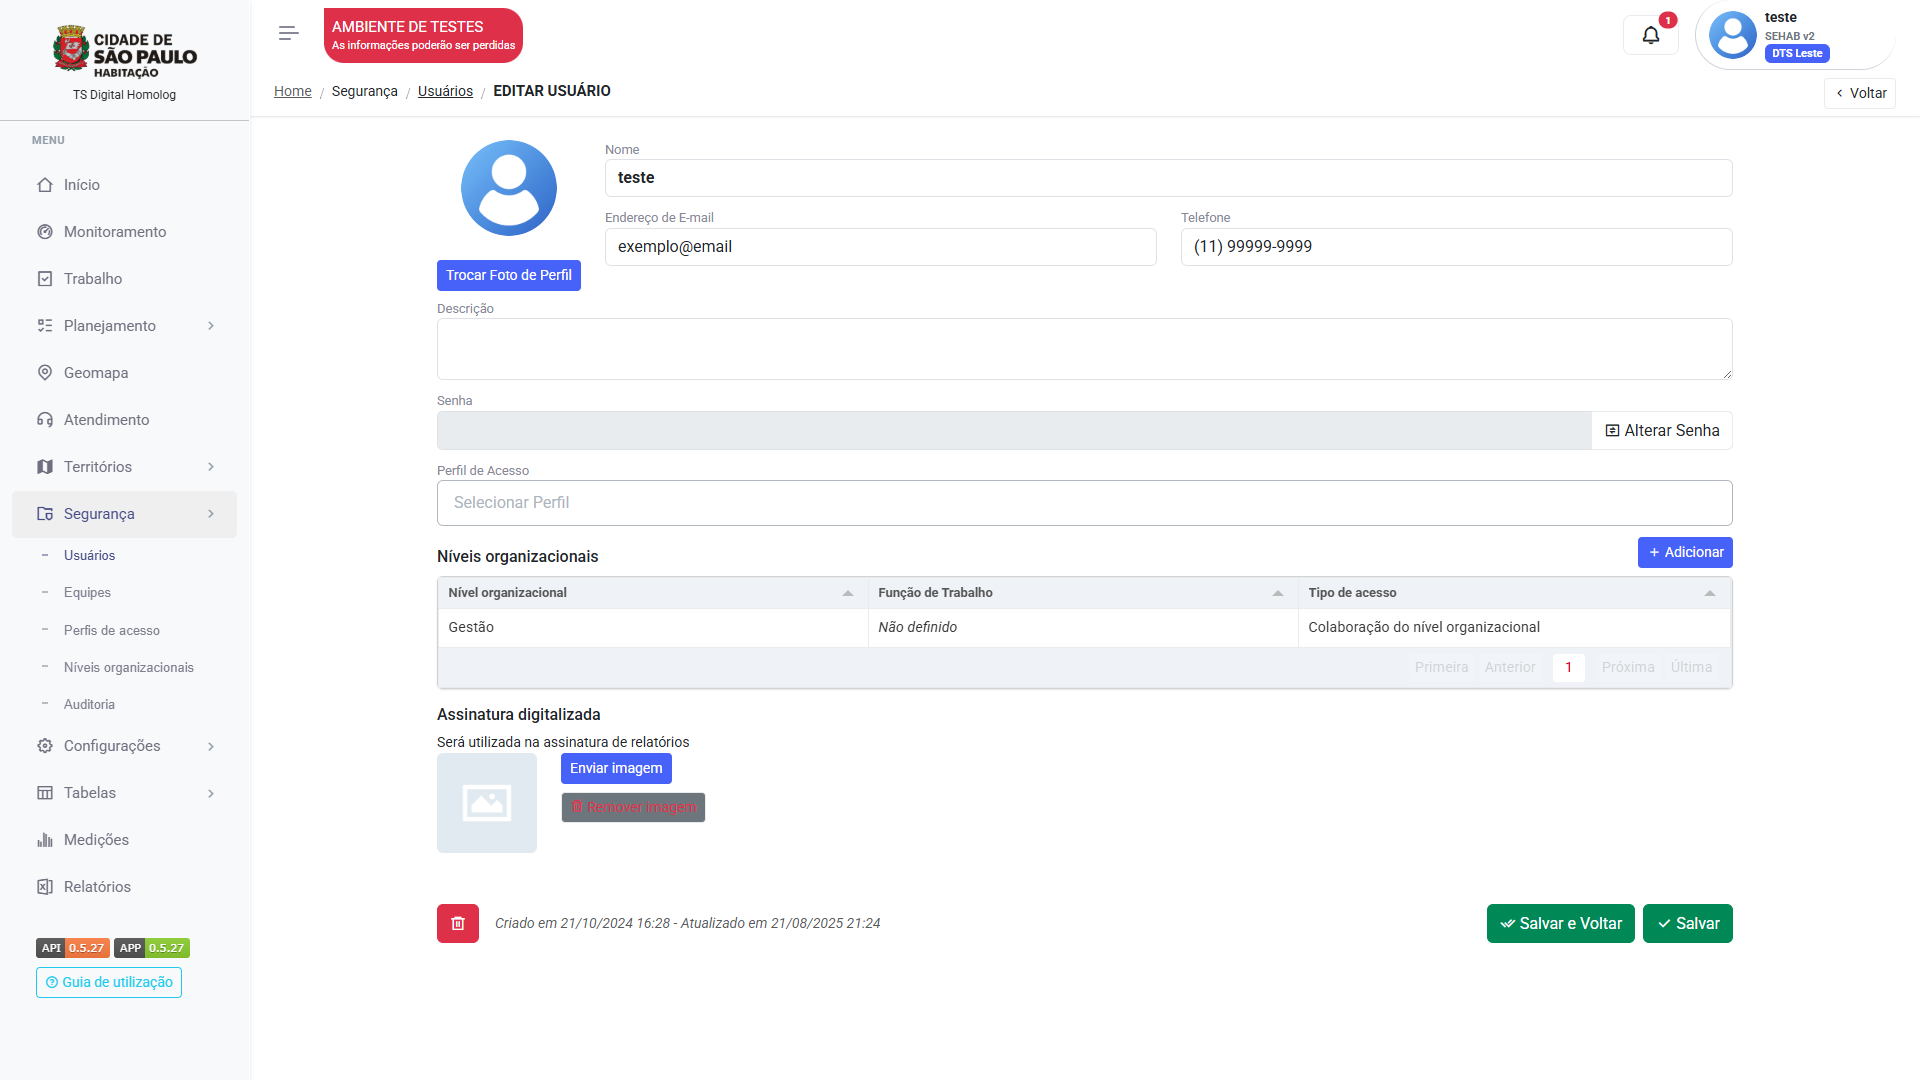 CIDADE DE
SÃO PAULO
HABITAÇÃO
TS Digital Homolog
MENU
Início
Monitoramento
Trabalho
Planejamento
Geomapa
Atendimento
Territórios
Segurança
- Usuários
- Equipes
- Perfis de acesso
- Níveis organizacionais
- Auditoria
Configurações
Tabelas
Medições
Relatórios
API 0.5.27 APP 0.5.27
Guia de utilização
AMBIENTE DE TESTES
As informações poderão ser perdidas
1
teste
SEHAB v2
DTS Leste
Home / Segurança / Usuários / EDITAR USUÁRIO
Voltar
Trocar Foto de Perfil
Nome
teste
Endereço de E-mail
exemplo@email
Telefone
(11) 99999-9999
Descrição
Senha
Alterar Senha
Perfil de Acesso
Selecionar Perfil
Níveis organizacionais
+ Adicionar
Nível organizacional Função de Trabalho Tipo de acesso
Gestão Não definido Colaboração do nível organizacional
Primeira Anterior 1 Próxima Última
Assinatura digitalizada
Será utilizada na assinatura de relatórios
Enviar imagem
Remover imagem
Criado em 21/10/2024 16:28 - Atualizado em 21/08/2025 21:24
Salvar e Voltar
Salvar